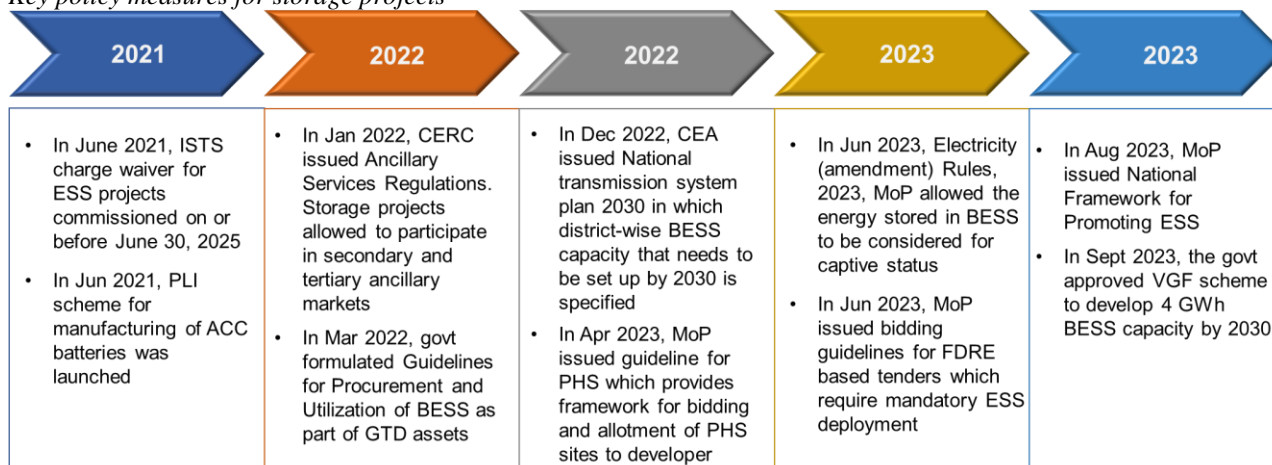 Key policy measures for storage projects
2021
2022
2022
2023
2023
• In June 2021, ISTS
charge waiver for
ESS projects
commissioned on or
before June 30, 2025
• In Jun 2021, PLI
scheme for
manufacturing of ACC
batteries was
launched
• In Jan 2022, CERC
issued Ancillary
Services Regulations.
Storage projects
allowed to participate
in secondary and
tertiary ancillary
markets
• In Mar 2022, govt
formulated Guidelines
for Procurement and
Utilization of BESS as
part of GTD assets
• In Dec 2022, CEA
issued National
transmission system
plan 2030 in which
district-wise BESS
capacity that needs to
be set up by 2030 is
specified
• In Apr 2023, MoP
issued guideline for
PHS which provides
framework for bidding
and allotment of PHS
sites to developer
• In Jun 2023, Electricity
(amendment) Rules,
2023, MoP allowed the
energy stored in BESS
to be considered for
captive status
• In Jun 2023, MoP
issued bidding
guidelines for FDRE
based tenders which
require mandatory ESS
deployment
• In Aug 2023, MoP
issued National
Framework for
Promoting ESS
• In Sept 2023, the govt
approved VGF scheme
to develop 4 GWh
BESS capacity by 2030